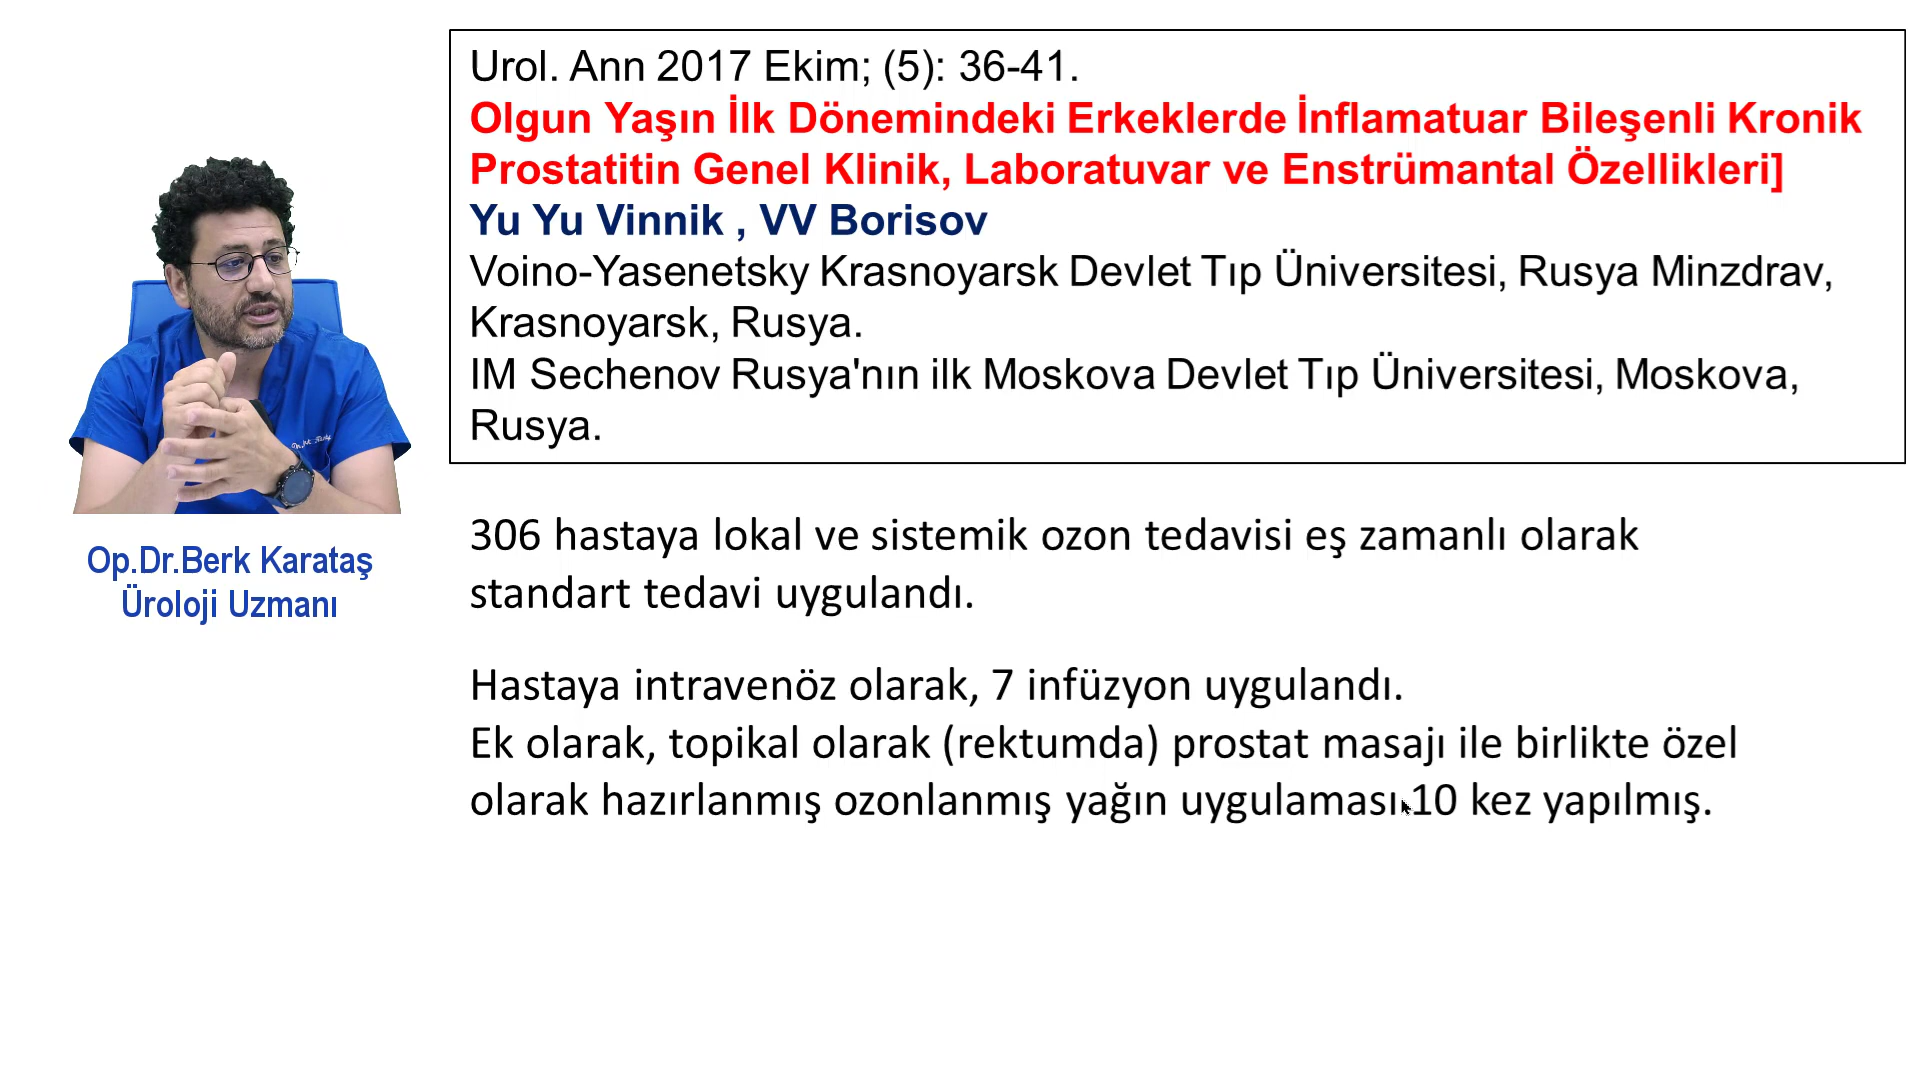 Urol. Ann 2017 Ekim; (5): 36-41.
Olgun Yaşın İlk Dönemindeki Erkeklerde İnflamatuar Bileşenli Kronik
Prostatitin Genel Klinik, Laboratuvar ve Enstrümantal Özellikleri]
Yu Yu Vinnik , VV Borisov
Voino-Yasenetsky Krasnoyarsk Devlet Tıp Üniversitesi, Rusya Minzdrav,
Krasnoyarsk, Rusya.
IM Sechenov Rusya'nın ilk Moskova Devlet Tıp Üniversitesi, Moskova,
Rusya.
Op.Dr.Berk Karataş
Üroloji Uzmanı
306 hastaya lokal ve sistemik ozon tedavisi eş zamanlı olarak
standart tedavi uygulandı.
Hastaya intravenöz olarak, 7 infüzyon uygulandı.
Ek olarak, topikal olarak (rektumda) prostat masajı ile birlikte özel
olarak hazırlanmış ozonlanmış yağın uygulaması 10 kez yapılmış.